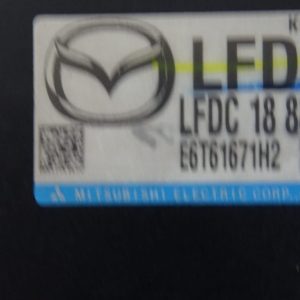 LFD
LFDC 18 8
E6T61671H2
MITSUBISHI ELECTRIC CORP.